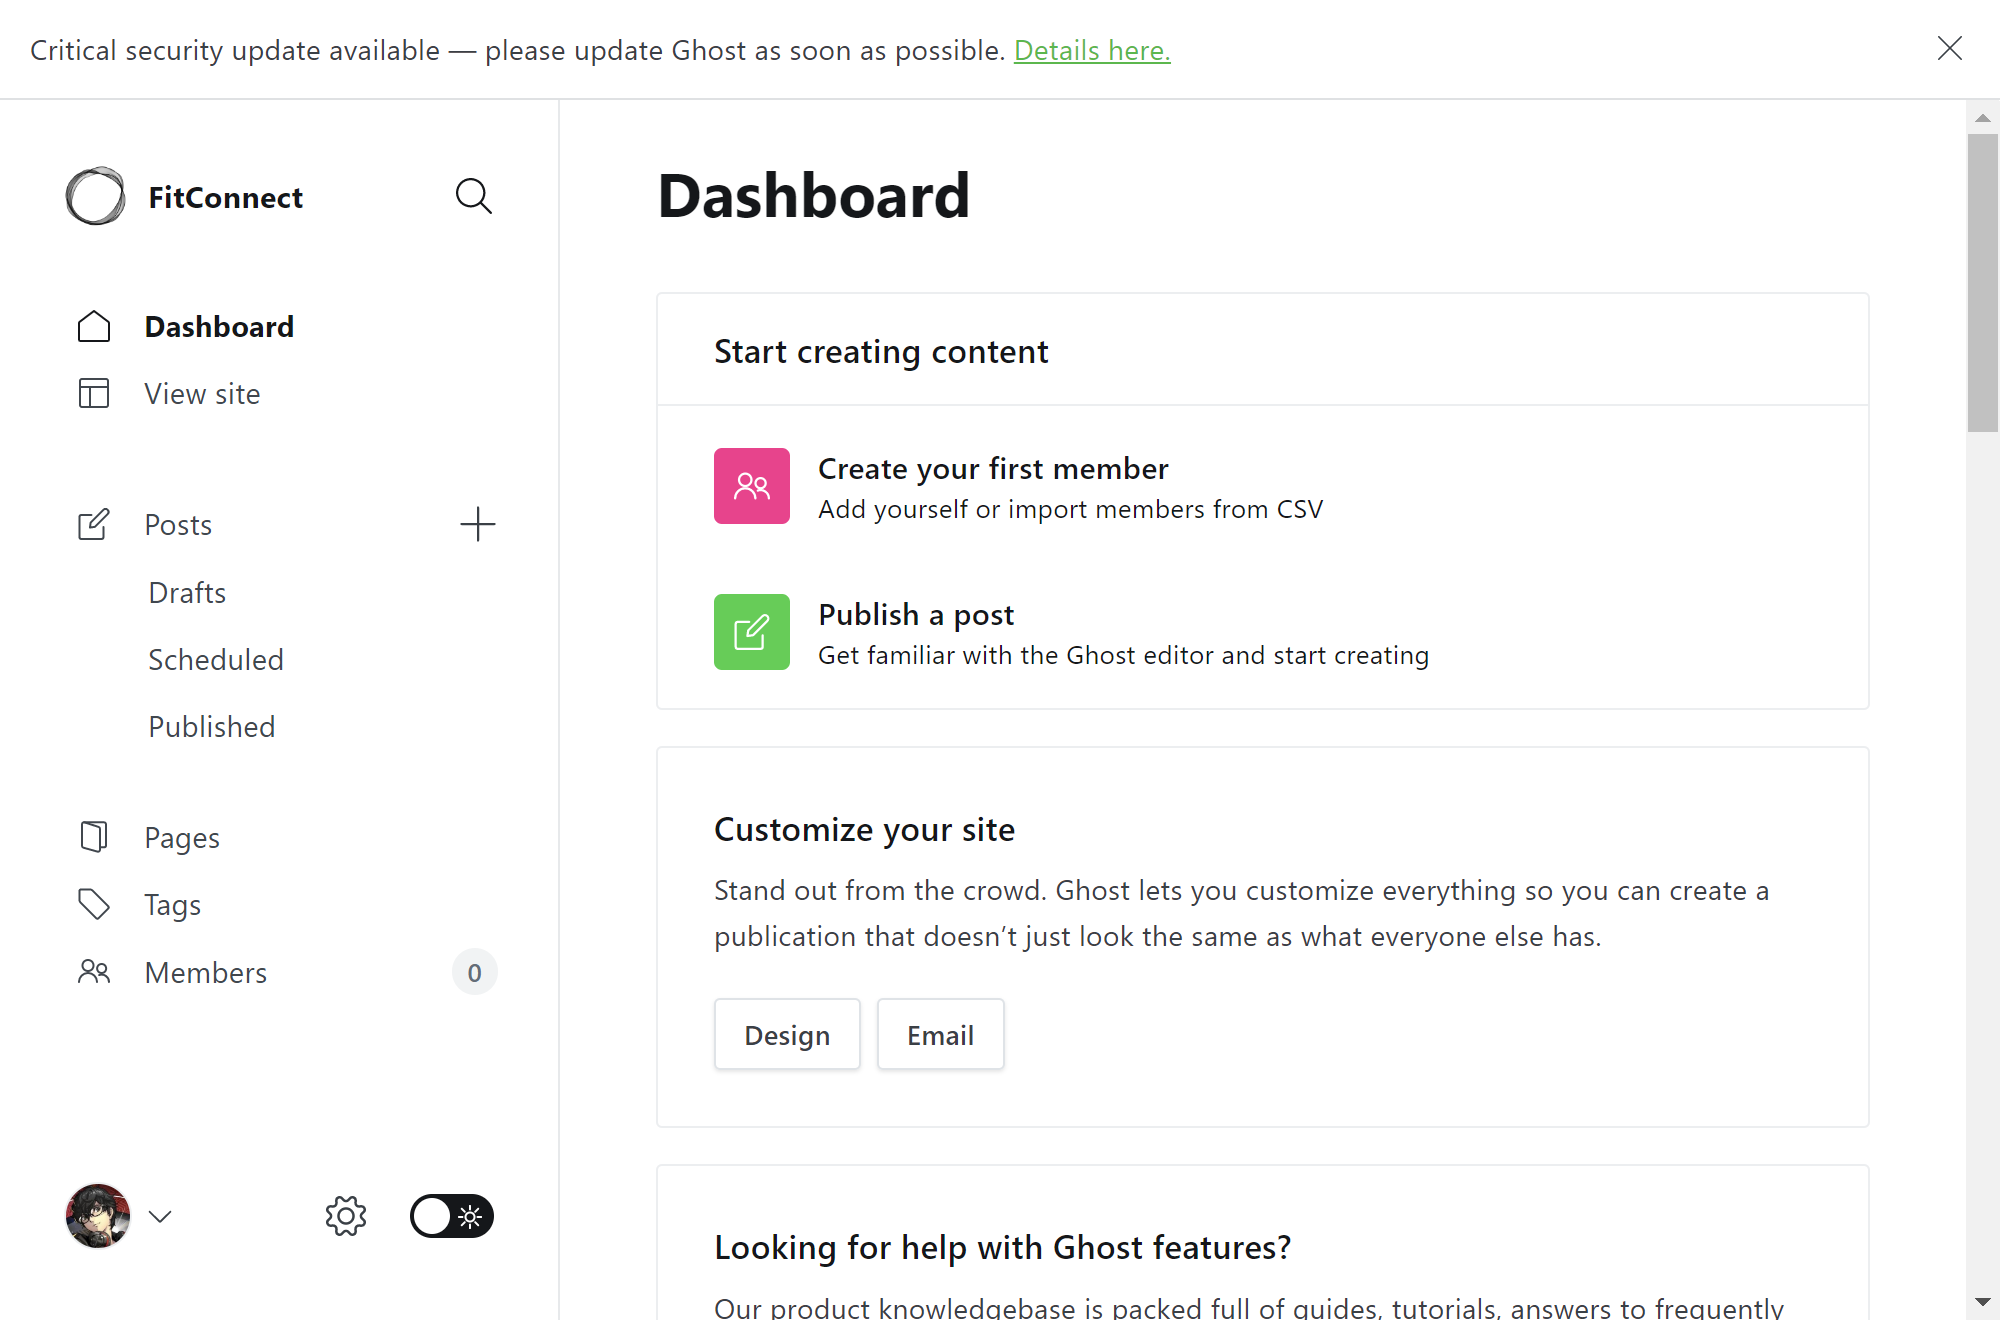 Critical security update available — please update Ghost as soon as possible. Details here.
FitConnect
Dashboard
View site
Posts
Drafts
Scheduled
Published
Pages
Tags
Members
0
Dashboard
Start creating content
Create your first member
Add yourself or import members from CSV
Publish a post
Get familiar with the Ghost editor and start creating
Customize your site
Stand out from the crowd. Ghost lets you customize everything so you can create a
publication that doesn’t just look the same as what everyone else has.
Design
Email
Looking for help with Ghost features?
Our product knowledgebase is packed full of guides, tutorials, answers to frequently